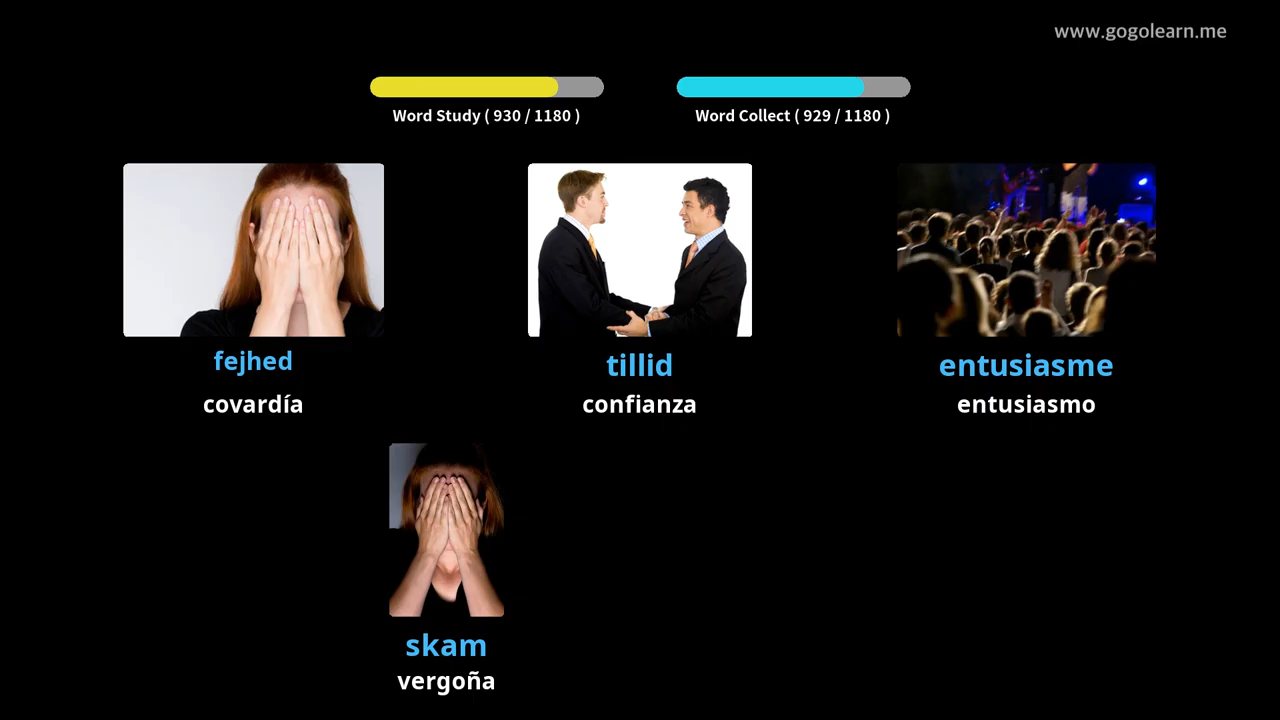 www.gogolearn.me
Word Study ( 930 / 1180 )
Word Collect ( 929 / 1180 )
fejhed
covardía
tillid
confianza
entusiasme
entusiasmo
skam
vergoña